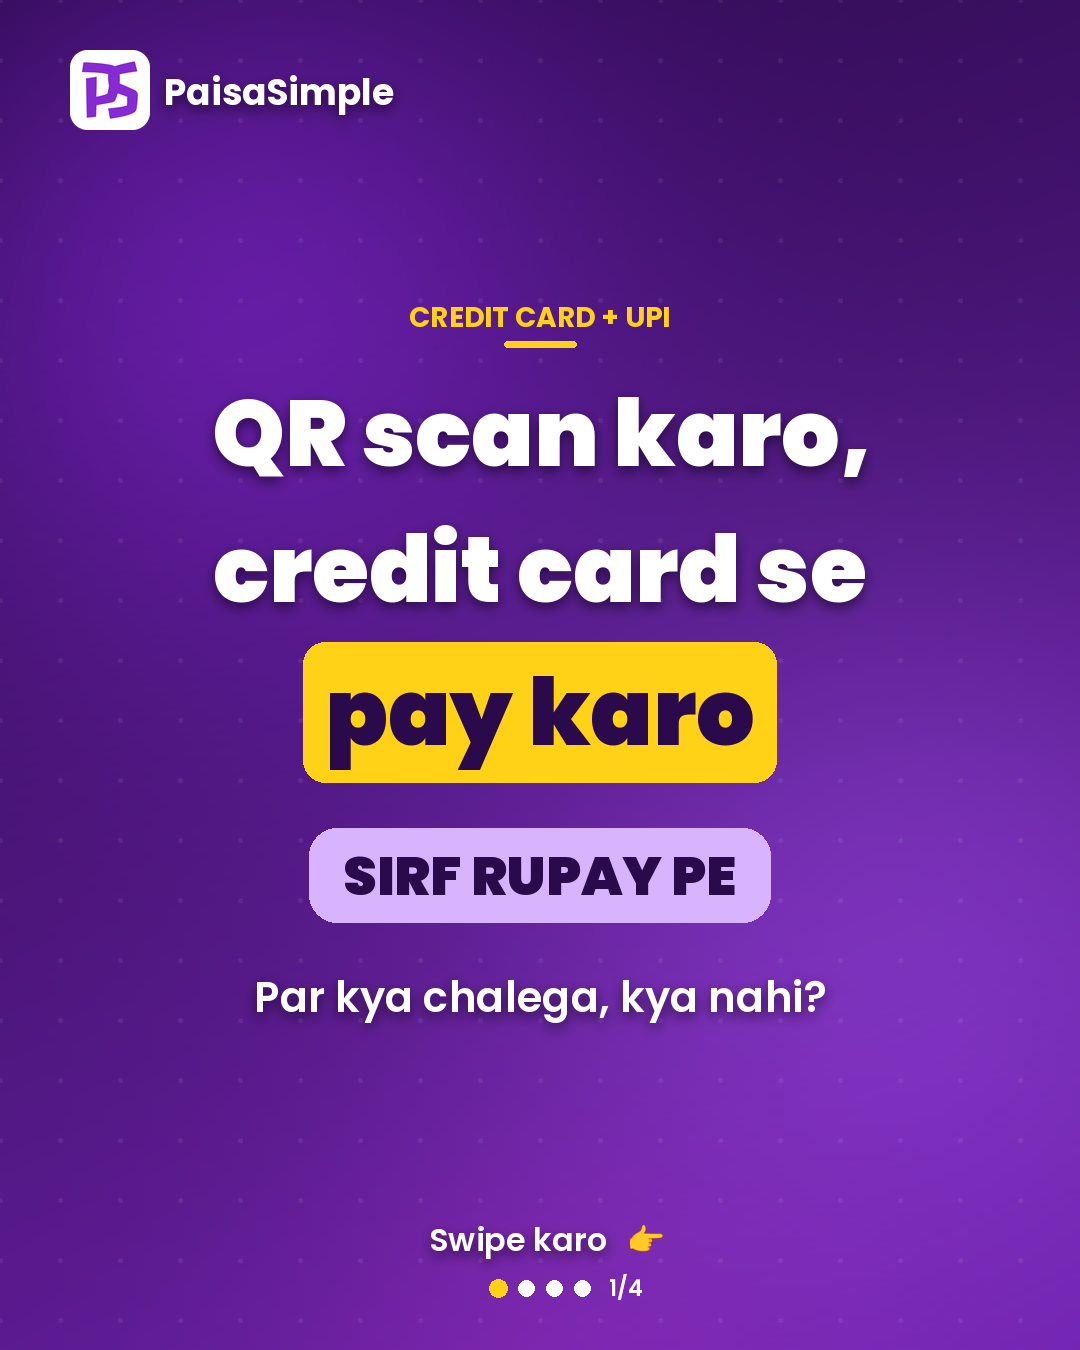 PaisaSimple
CREDIT CARD + UPI
QR scan karo,
credit card se
pay karo
SIRF RUPAY PE
Par kya chalega, kya nahi?
Swipe karo 👉
1/4